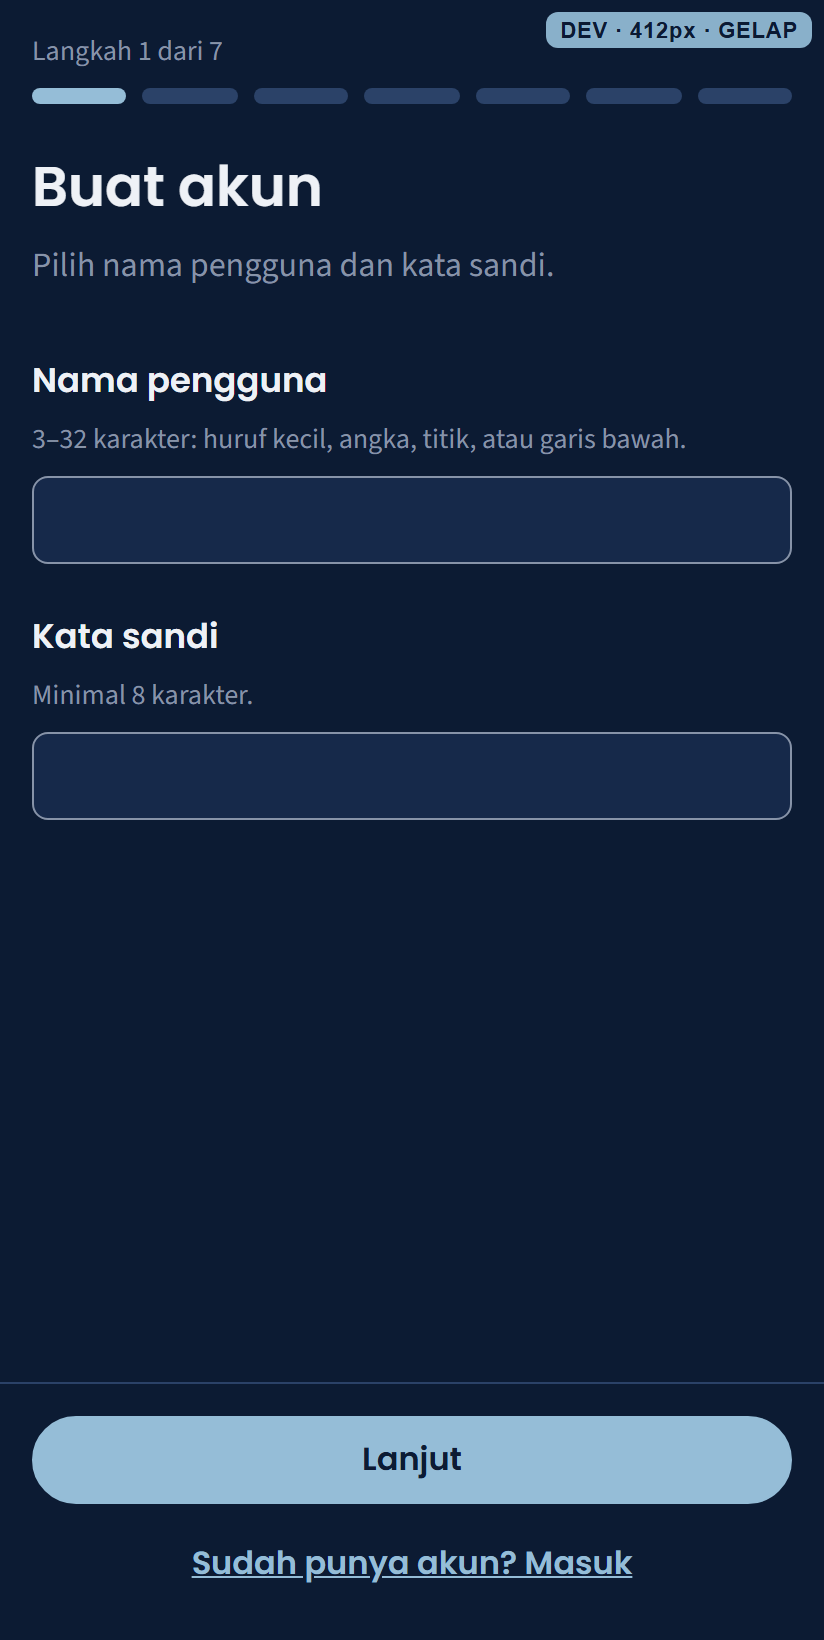 DEV · 412px · GELAP
Langkah 1 dari 7
Buat akun
Pilih nama pengguna dan kata sandi.
Nama pengguna
3–32 karakter: huruf kecil, angka, titik, atau garis bawah.
Kata sandi
Minimal 8 karakter.
Lanjut
Sudah punya akun? Masuk